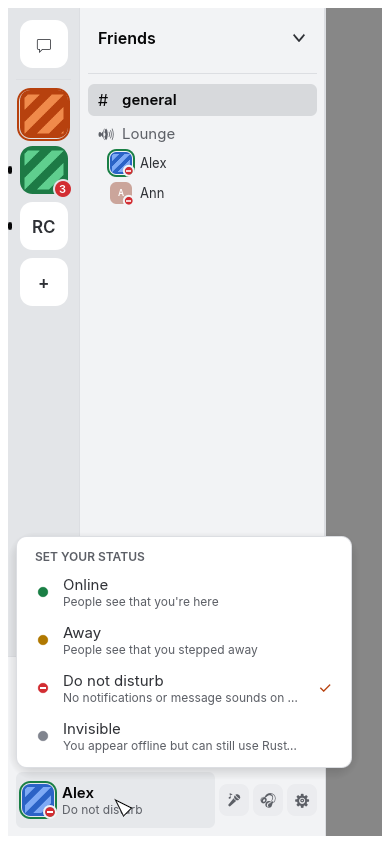 Friends
# general
Lounge
Alex
A
Ann
3
RC
+
SET YOUR STATUS
Online
People see that you're here
Away
People see that you stepped away
Do not disturb
No notifications or message sounds on ...
Invisible
You appear offline but can still use Rust...
Alex
Do not disturb